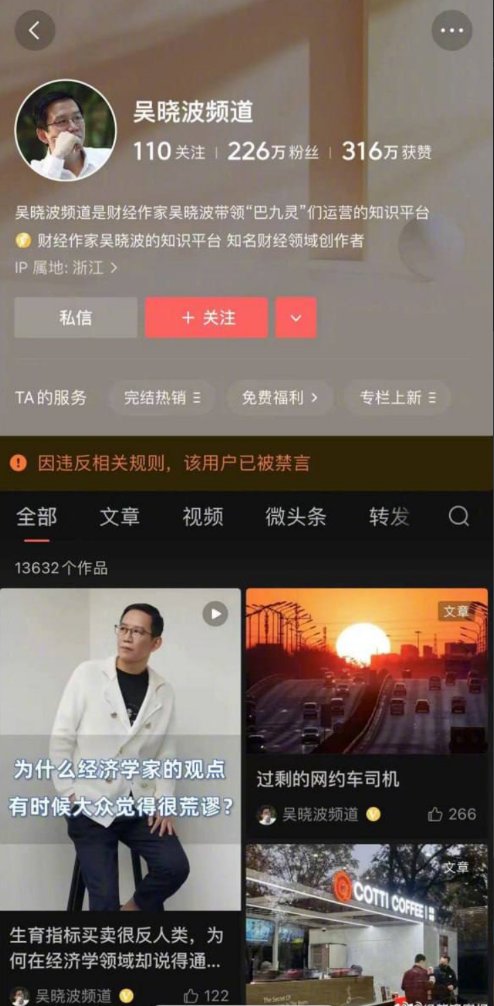 吴晓波频道
110 关注 | 226万 粉丝 | 316万 获赞
吴晓波频道是财经作家吴晓波带领“巴九灵”们运营的知识平台
财经作家吴晓波的知识平台 知名财经领域创作者
IP 属地: 浙江 >
私信
+ 关注
TA的服务
完结热销
免费福利 >
专栏上新
因违反相关规则，该用户已被禁言
全部 文章 视频 微头条 转发
13632个作品
为什么经济学家的观点
有时候大众觉得很荒谬?
生育指标买卖很反人类，为
何在经济学领域却说得通...
吴晓波频道
122
文章
过剩的网约车司机
吴晓波频道
266
文章
COTTI COFFEE